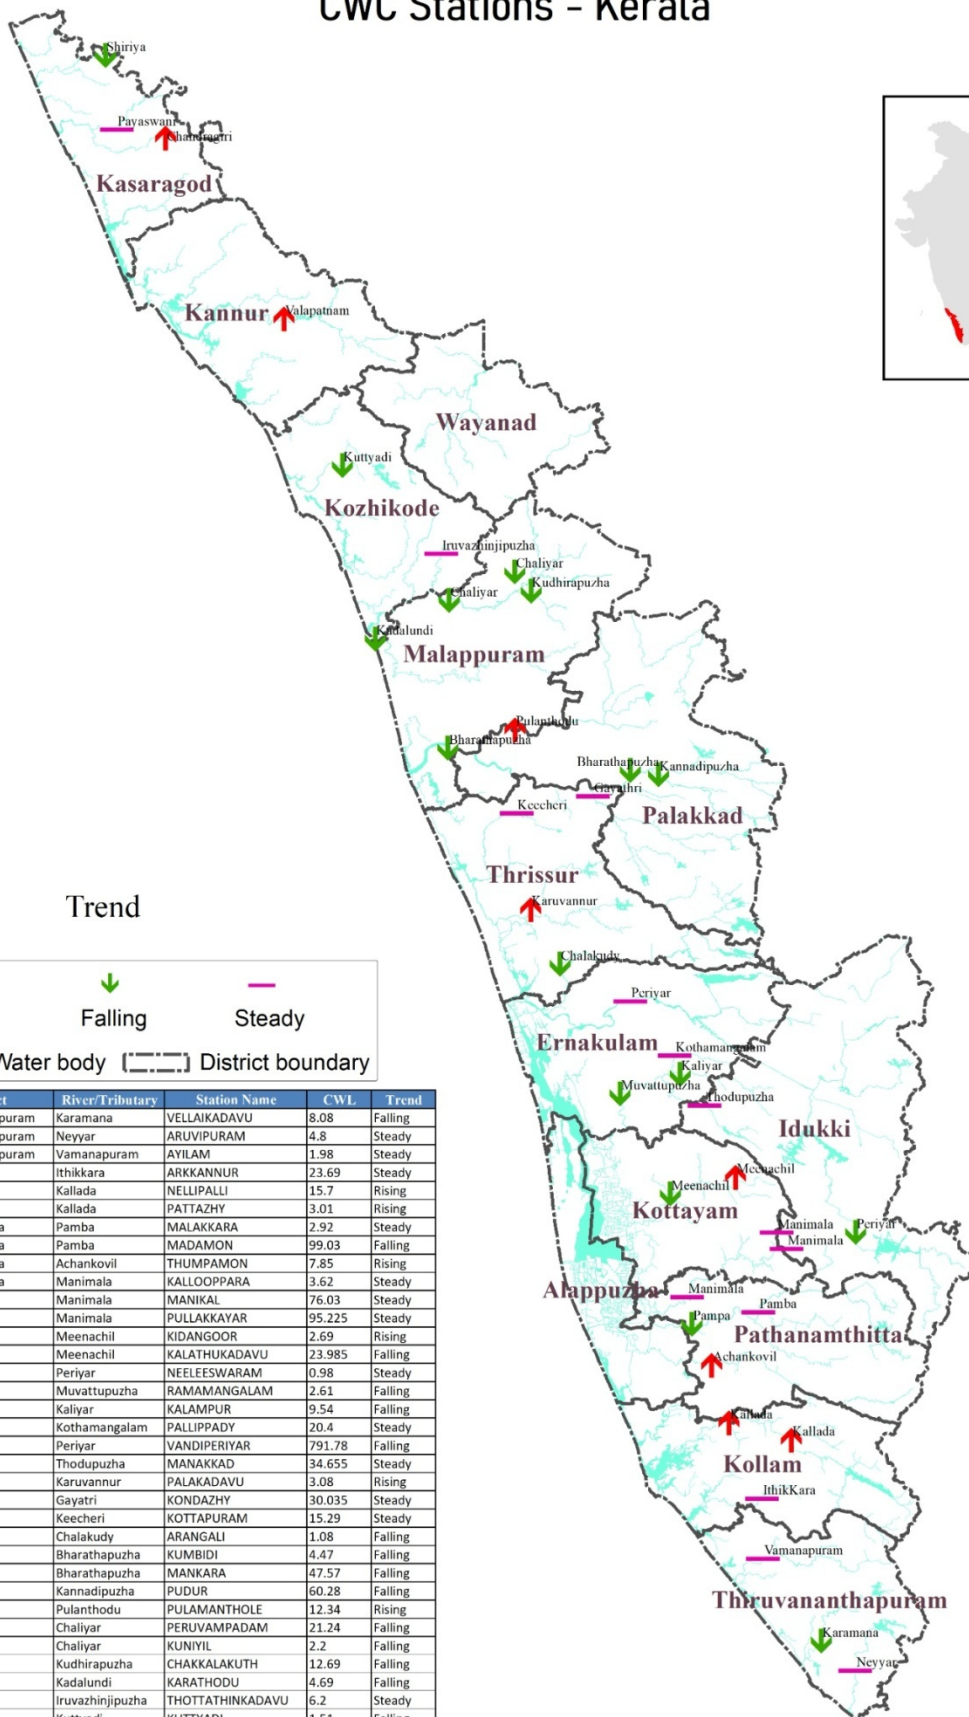 CWC Stations - Kerala
Shiriya
Payaswani
Chandragiri
Kasaragod
Kannur
Valapatnam
Wayanad
Kuttyadi
Kozhikode
Iruvazhinjipuzha
Chaliyar
Kudhirapuzha
Chaliyar
Kadalundi
Malappuram
Pulanthodu
Bharathapuzha
Bharathapuzha
Kannadipuzha
Gayathri
Keecheri
Palakkad
Thrissur
Karuvannur
Chalakudy
Periyar
Ernakulam
Kothamangalam
Kaliyar
Muvattupuzha
Thodupuzha
Idukki
Meenachil
Meenachil
Kottayam
Manimala
Periyar
Manimala
Alappuzha
Manimala
Pamba
Pampa
Pathanamthitta
Achankovil
Kallada
Kallada
Kollam
IthikKara
Vamanapuram
Thiruvananthapuram
Karamana
Neyyar
Trend
Falling Steady
Water body District boundary
ct River/Tributary Station Name CWL Trend
puram Karamana VELLAIKADAVU 8.08 Falling
puram Neyyar ARUVIPURAM 4.8 Steady
puram Vamanapuram AYILAM 1.98 Steady
Ithikkara ARKKANNUR 23.69 Steady
Kallada NELLIPALLI 15.7 Rising
Kallada PATTAZHY 3.01 Rising
a Pamba MALAKKARA 2.92 Steady
a Pamba MADAMON 99.03 Falling
a Achankovil THUMPAMON 7.85 Rising
a Manimala KALLOOPPARA 3.62 Steady
Manimala MANIKAL 76.03 Steady
Manimala PULLAKKAYAR 95.225 Steady
Meenachil KIDANGOOR 2.69 Rising
Meenachil KALATHUKADAVU 23.985 Falling
Periyar NEELEESWARAM 0.98 Steady
Muvattupuzha RAMAMANGALAM 2.61 Falling
Kaliyar KALAMPUR 9.54 Falling
Kothamangalam PALLIPPADY 20.4 Steady
Periyar VANDIPERIYAR 791.78 Falling
Thodupuzha MANAKKAD 34.655 Steady
Karuvannur PALAKADAVU 3.08 Rising
Gayatri KONDAZHY 30.035 Steady
Keecheri KOTTAPURAM 15.29 Steady
Chalakudy ARANGALI 1.08 Falling
Bharathapuzha KUMBIDI 4.47 Falling
Bharathapuzha MANKARA 47.57 Falling
Kannadipuzha PUDUR 60.28 Falling
Pulanthodu PULAMANTHOLE 12.34 Rising
Chaliyar PERUVAMPADAM 21.24 Falling
Chaliyar KUNIYIL 2.2 Falling
Kudhirapuzha CHAKKALAKUTH 12.69 Falling
Kadalundi KARATHODU 4.69 Falling
Iruvazhinjipuzha THOTTATHINKADAVU 6.2 Steady
Kuttyadi KUTTYADI 1.51 Falling